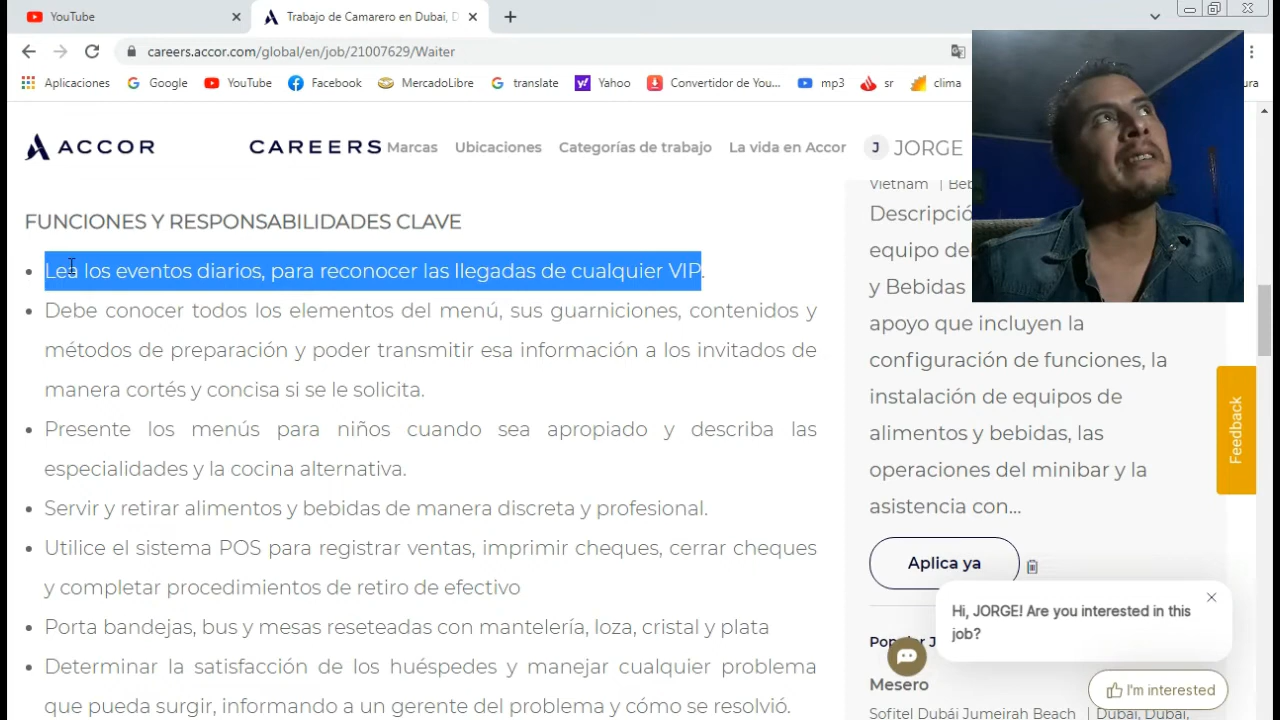 YouTube
Trabajo de Camarero en Dubai, D
careers.accor.com/global/en/job/21007629/Waiter
Aplicaciones
Google
YouTube
Facebook
MercadoLibre
translate
Yahoo
Convertidor de You...
mp3
sr
clima
ura
ACCOR
CAREERS
Marcas
Ubicaciones
Categorías de trabajo
La vida en Accor
J JORGE
FUNCIONES Y RESPONSABILIDADES CLAVE
Lea los eventos diarios, para reconocer las llegadas de cualquier VIP.
Debe conocer todos los elementos del menú, sus guarniciones, contenidos y
métodos de preparación y poder transmitir esa información a los invitados de
manera cortés y concisa si se le solicita.
Presente los menús para niños cuando sea apropiado y describa las
especialidades y la cocina alternativa.
Servir y retirar alimentos y bebidas de manera discreta y profesional.
Utilice el sistema POS para registrar ventas, imprimir cheques, cerrar cheques
y completar procedimientos de retiro de efectivo
Porta bandejas, bus y mesas reseteadas con mantelería, loza, cristal y plata
Determinar la satisfacción de los huéspedes y manejar cualquier problema
que pueda surgir, informando a un gerente del problema y cómo se resolvió.
Vietnam | Beb
Descripció
equipo de
y Bebidas
apoyo que incluyen la
configuración de funciones, la
instalación de equipos de
alimentos y bebidas, las
operaciones del minibar y la
asistencia con...
Aplica ya
Feedback
Hi, JORGE! Are you interested in this
job?
I'm interested
Mesero
Sofitel Dubái Jumeirah Beach | Dubai, Dubai,